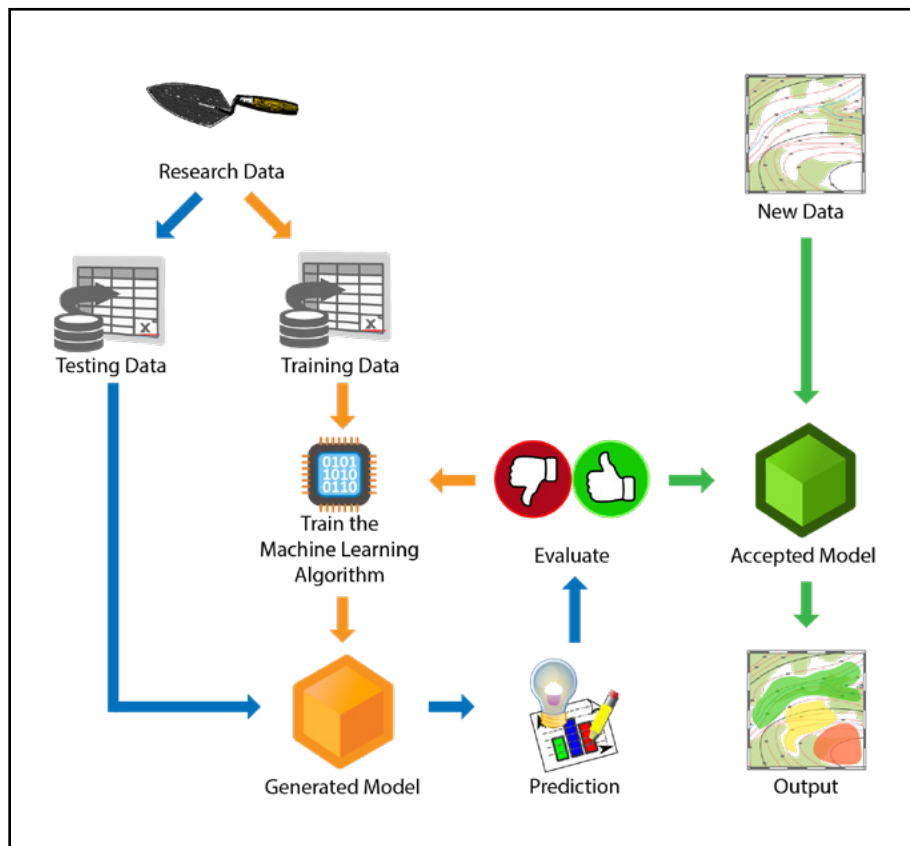 Research Data
New Data
Testing Data
Training Data
X
X
0101
1010
0110
Train the
Machine Learning
Algorithm
Evaluate
Accepted Model
Generated Model
Prediction
Output